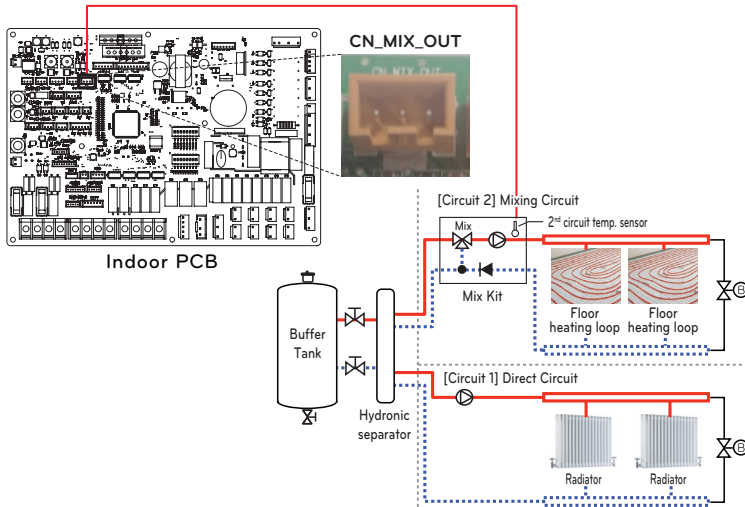 CN_MIX_OUT
CN_MIX_OUT
Indoor PCB
[Circuit 2] Mixing Circuit
Mix
2nd circuit temp. sensor
Mix Kit
Floor
heating loop
Floor
heating loop
B
Buffer
Tank
Hydronic
separator
[Circuit 1] Direct Circuit
Radiator
Radiator
B